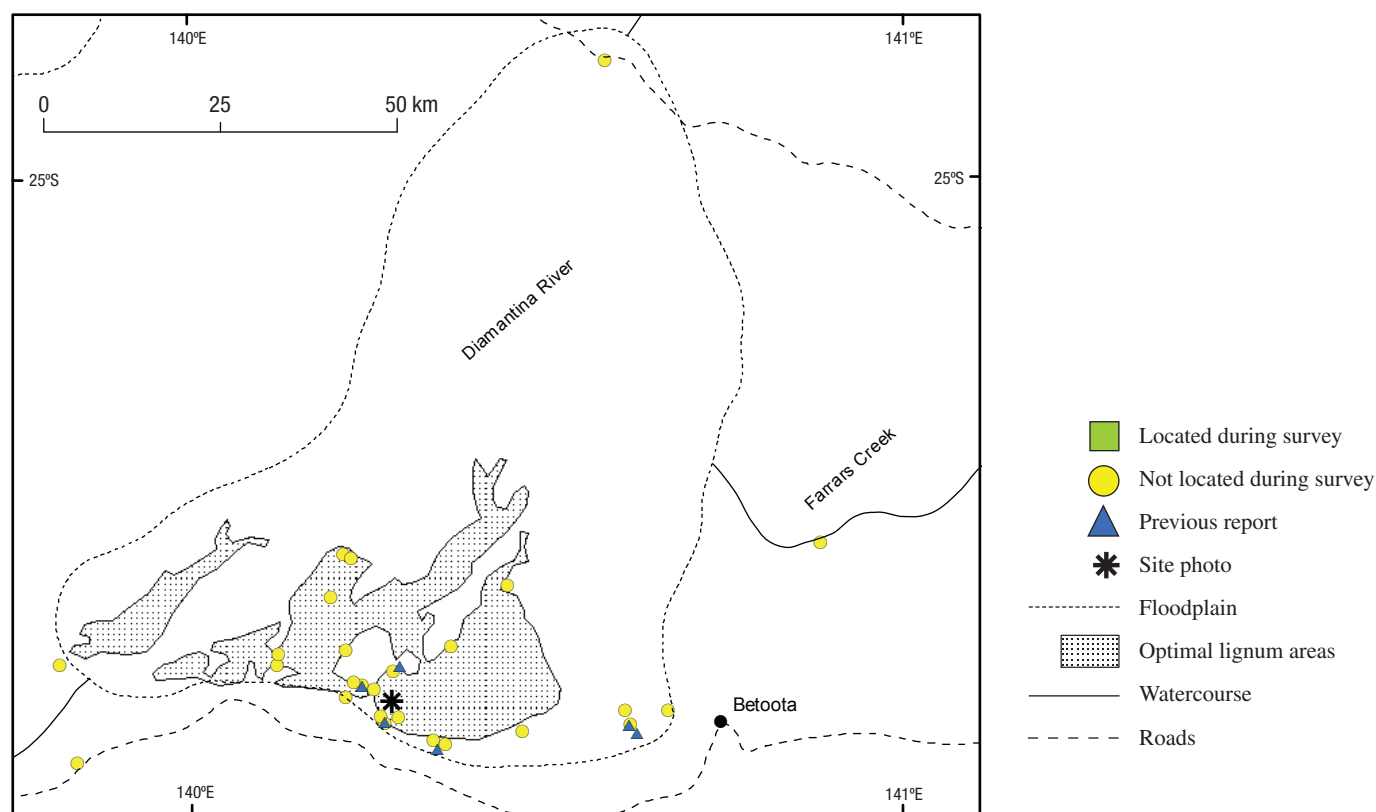 140ºE
141ºE
0
25
50 km
25ºS
25ºS
Diamantina River
Farrars Creek
Betoota
140ºE
141ºE
Located during survey
Not located during survey
Previous report
Site photo
Floodplain
Optimal lignum areas
Watercourse
Roads